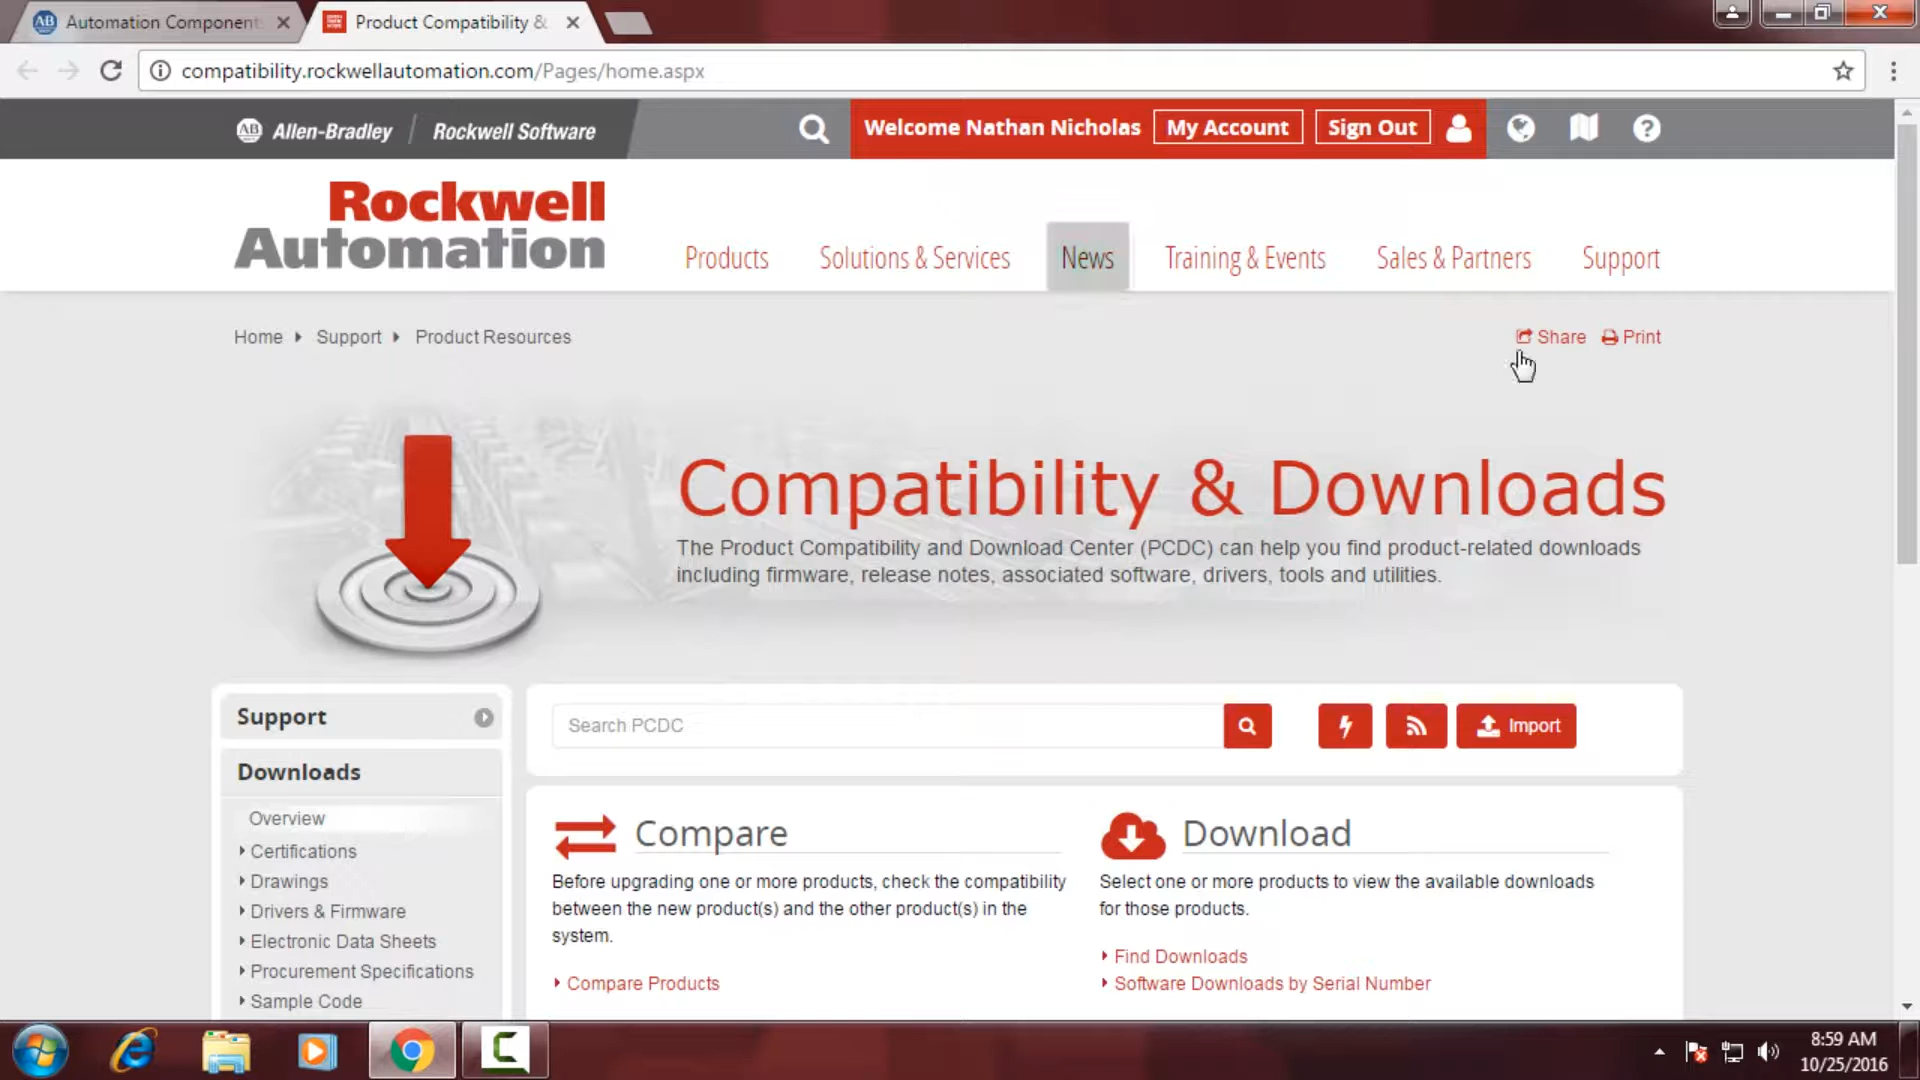 Automation Component
Product Compatibility &
compatibility.rockwellautomation.com/Pages/home.aspx
AB Allen-Bradley
Rockwell Software
Welcome Nathan Nicholas
My Account
Sign Out
Rockwell
Automation
Products
Solutions & Services
News
Training & Events
Sales & Partners
Support
Home
Support
Product Resources
Share
Print
Compatibility & Downloads
The Product Compatibility and Download Center (PCDC) can help you find product-related downloads
including firmware, release notes, associated software, drivers, tools and utilities.
Support
Downloads
Overview
Certifications
Drawings
Drivers & Firmware
Electronic Data Sheets
Procurement Specifications
Sample Code
Search PCDC
Import
Compare
Before upgrading one or more products, check the compatibility
between the new product(s) and the other product(s) in the
system.
Compare Products
Download
Select one or more products to view the available downloads
for those products.
Find Downloads
Software Downloads by Serial Number
8:59 AM
10/25/2016